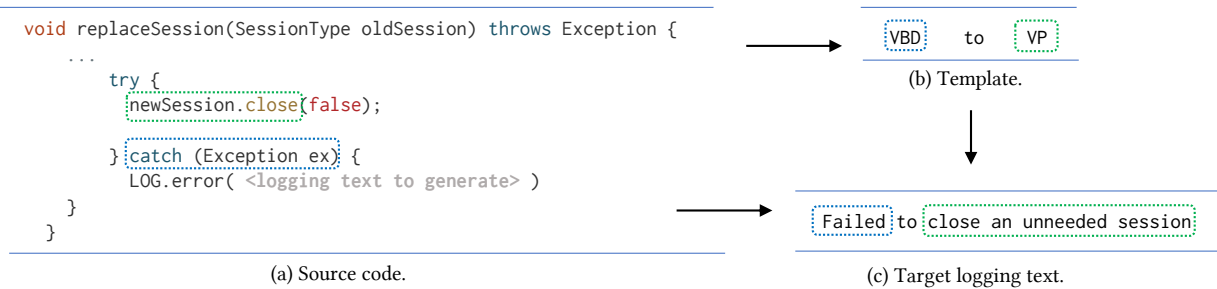 void replaceSession(SessionType oldSession) throws Exception {
...
try {
newSession.close(false);
} catch (Exception ex) {
LOG.error( <logging text to generate> )
}
}
(a) Source code.
VBD to VP
(b) Template.
Failed to close an unneeded session
(c) Target logging text.